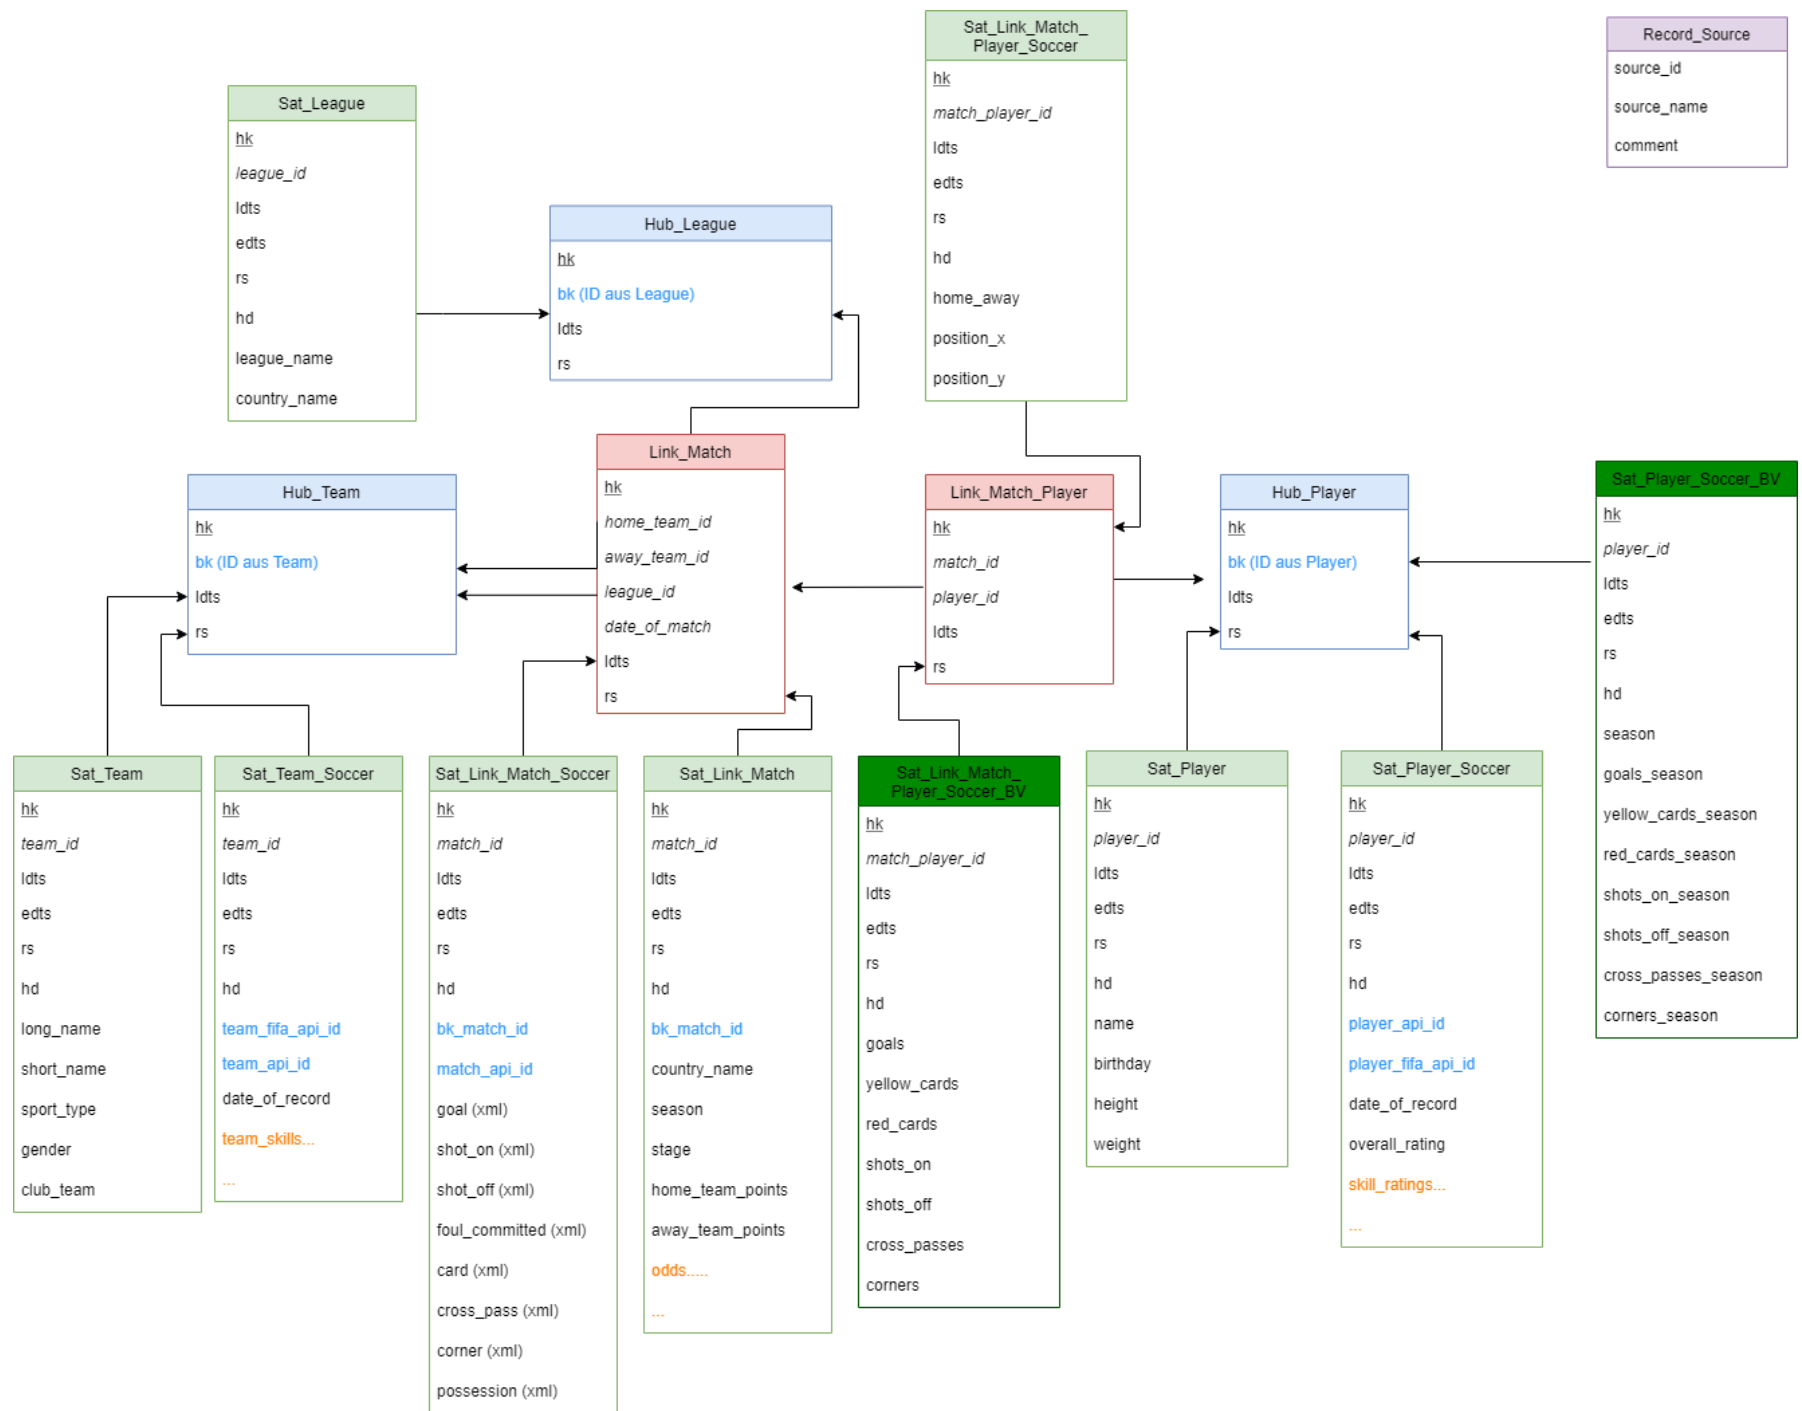 Sat_Link_Match_
Player_Soccer
hk
match_player_id
ldts
edts
rs
hd
home_away
position_x
position_y
Record_Source
source_id
source_name
comment
Sat_League
hk
league_id
ldts
edts
rs
hd
league_name
country_name
Hub_League
hk
bk (ID aus League)
ldts
rs
Link_Match
hk
home_team_id
away_team_id
league_id
date_of_match
ldts
rs
Hub_Team
hk
bk (ID aus Team)
ldts
rs
Link_Match_Player
hk
match_id
player_id
ldts
rs
Hub_Player
hk
bk (ID aus Player)
ldts
rs
Sat_Player_Soccer_BV
hk
player_id
ldts
edts
rs
hd
season
goals_season
yellow_cards_season
red_cards_season
shots_on_season
shots_off_season
cross_passes_season
corners_season
Sat_Team
hk
team_id
ldts
edts
rs
hd
long_name
short_name
sport_type
gender
club_team
Sat_Team_Soccer
hk
team_id
ldts
edts
rs
hd
team_fifa_api_id
team_api_id
date_of_record
team_skills...
...
Sat_Link_Match_Soccer
hk
match_id
ldts
edts
rs
hd
bk_match_id
match_api_id
goal (xml)
shot_on (xml)
shot_off (xml)
foul_committed (xml)
card (xml)
cross_pass (xml)
corner (xml)
possession (xml)
Sat_Link_Match
hk
match_id
ldts
edts
rs
hd
bk_match_id
country_name
season
stage
home_team_points
away_team_points
odds.....
...
Sat_Link_Match_
Player_Soccer_BV
hk
match_player_id
ldts
edts
rs
hd
goals
yellow_cards
red_cards
shots_on
shots_off
cross_passes
corners
Sat_Player
hk
player_id
ldts
edts
rs
hd
name
birthday
height
weight
Sat_Player_Soccer
hk
player_id
ldts
edts
rs
hd
player_api_id
player_fifa_api_id
date_of_record
overall_rating
skill_ratings...
...